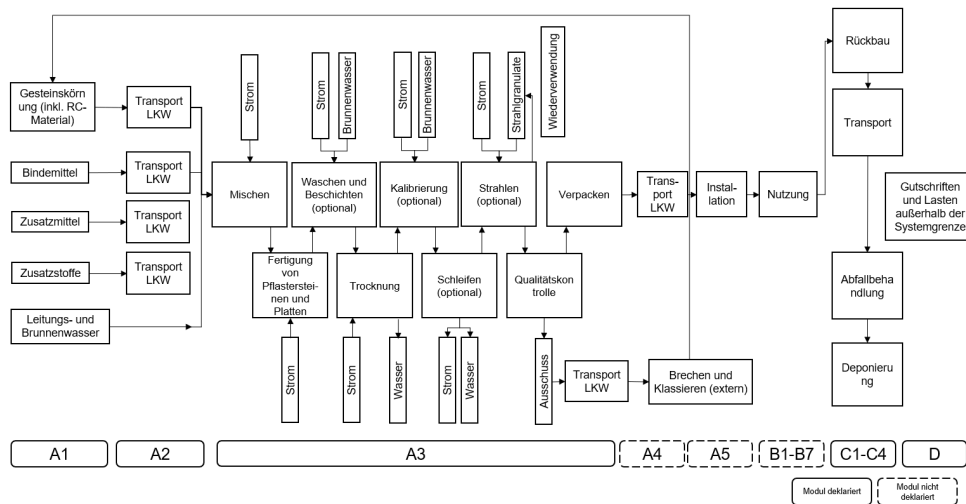 Gesteinskörn
ung (inkl. RC-
Material)
Transport
LKW
Bindemittel
Transport
LKW
Zusatzmittel
Transport
LKW
Zusatzstoffe
Transport
LKW
Leitungs- und
Brunnenwasser
Strom
Strom
Brunnenwasser
Strom
Brunnenwasser
Strom
Strahlgranulate
Wiederverwendung
Mischen
Waschen und
Beschichten
(optional)
Kalibrierung
(optional)
Strahlen
(optional)
Verpacken
Trans-
port
LKW
Instal-
lation
Nutzung
Fertigung
von
Pflasterstei-
nen und
Platten
Trocknung
Schleifen
(optional)
Qualitätskon
trolle
Strom
Strom
Wasser
Strom
Wasser
Ausschuss
Transport
LKW
Brechen und
Klassieren (extern)
Rückbau
Transport
Abfallbeha
ndlung
Deponieru
ng
Gutschriften
und Lasten
außerhalb der
Systemgrenze
A1
A2
A3
A4
A5
B1-B7
C1-C4
D
Modul deklariert
Modul nicht
deklariert